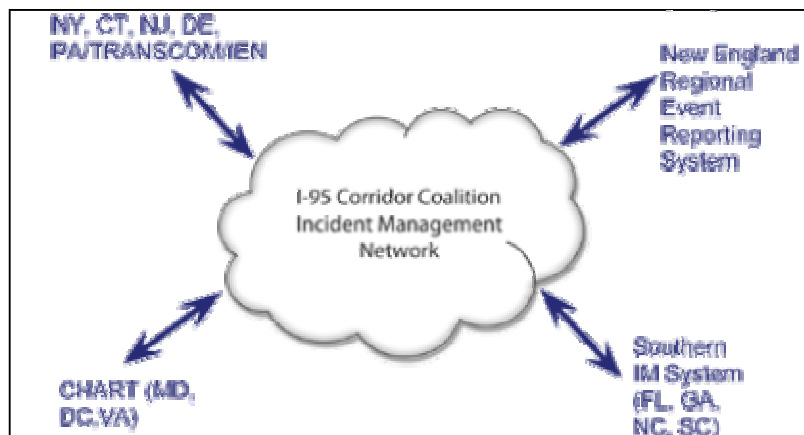 NY, CT, NJ, DE,
PA/TRANSCOM/IEN
New England
Regional
Event
Reporting
System
I-95 Corridor Coalition
Incident Management
Network
CHART (MD,
DC,VA)
Southern
IM System
(FL, GA,
NC, SC)